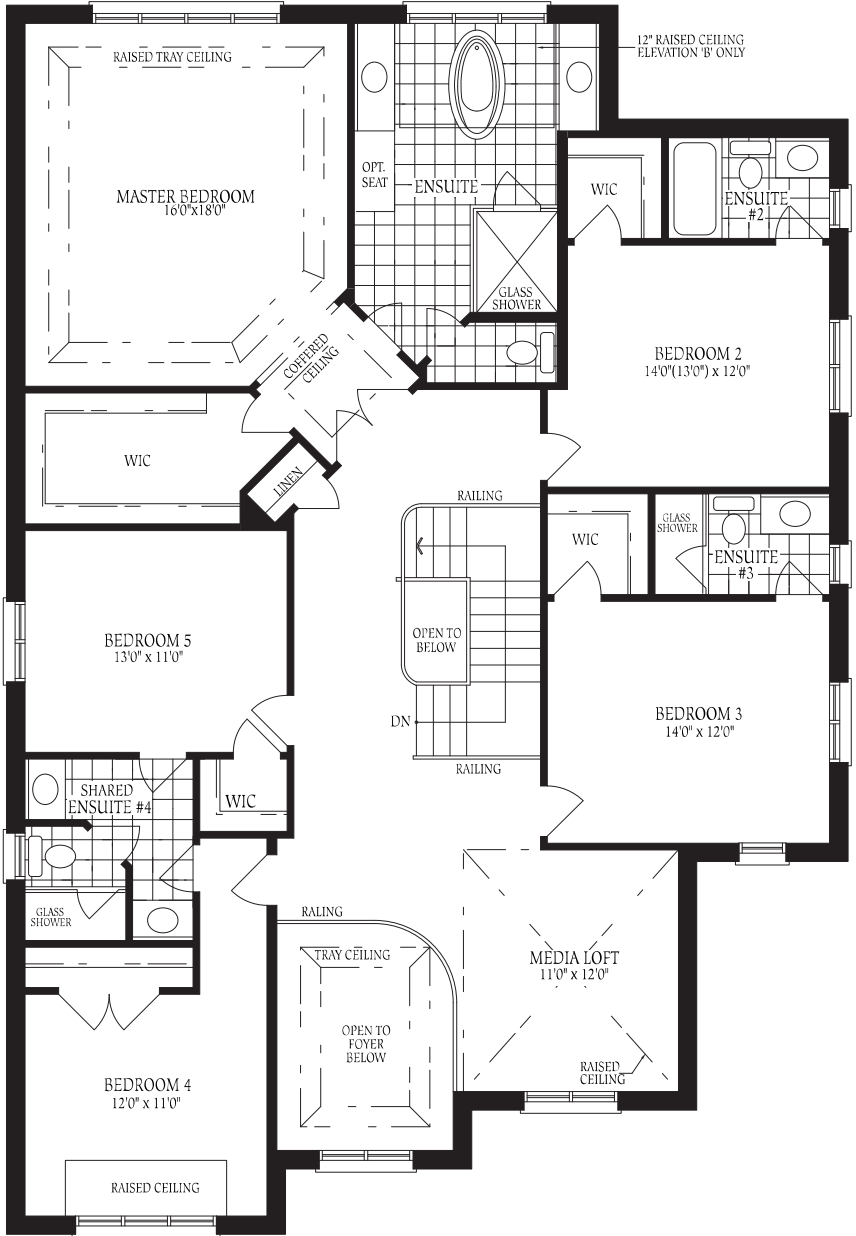 RAISED TRAY CEILING
12" RAISED CEILING
ELEVATION 'B' ONLY
MASTER BEDROOM
16'0"x18'0"
OPT.
SEAT
ENSUITE
GLASS
SHOWER
WIC
ENSUITE
#2
COFFERED
CEILING
BEDROOM 2
14'0"(13'0") x 12'0"
WIC
LINEN
RAILING
WIC
GLASS
SHOWER
ENSUITE
#3
BEDROOM 5
13'0" x 11'0"
OPEN TO
BELOW
DN
RAILING
BEDROOM 3
14'0" x 12'0"
SHARED
ENSUITE #4
WIC
GLASS
SHOWER
RALING
TRAY CEILING
OPEN TO
FOYER
BELOW
MEDIA LOFT
11'0" x 12'0"
RAISED
CEILING
BEDROOM 4
12'0" x 11'0"
RAISED CEILING